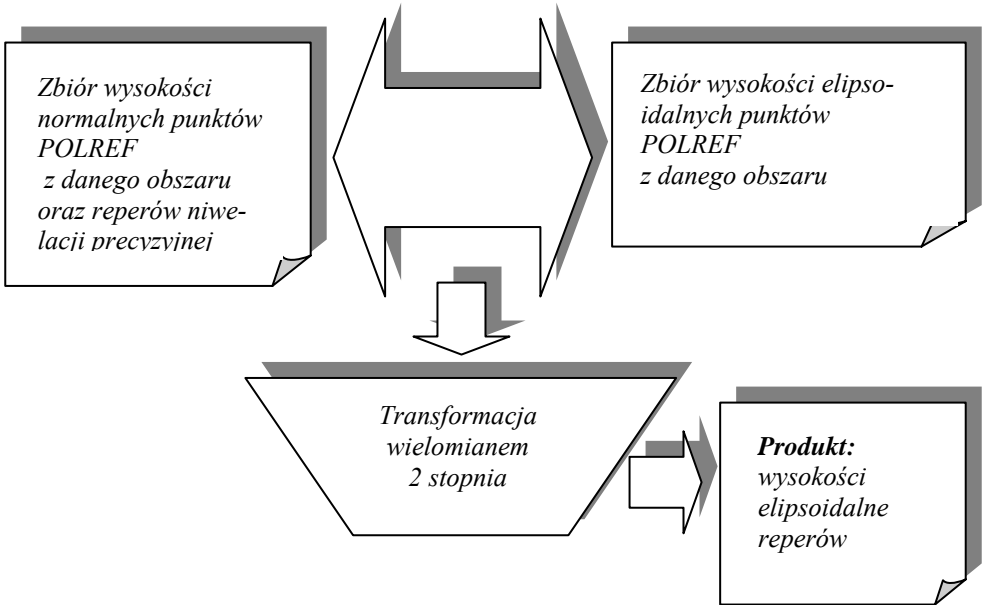 Zbiór wysokości
normalnych punktów
POLREF
z danego obszaru
oraz reperów niwe-
lacji precyzyjnej
Zbiór wysokości elipso-
idalnych punktów
POLREF
z danego obszaru
Transformacja
wielomianem
2 stopnia
Produkt:
wysokości
elipsoidalne
reperów